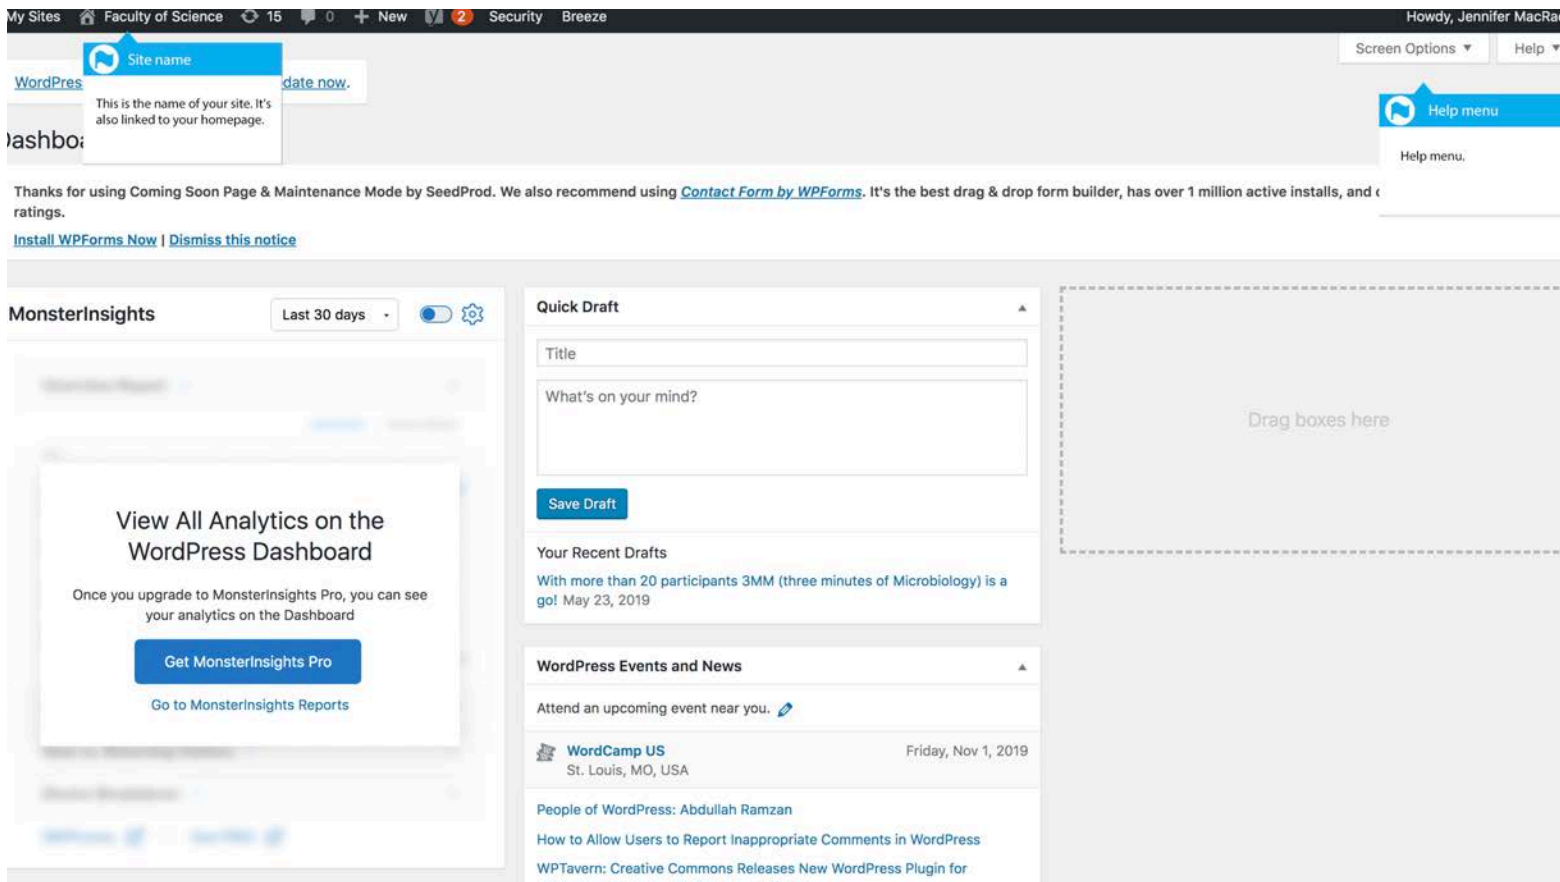 My Sites Faculty of Science 15 0 New 2 Security Breeze Howdy, Jennifer MacRae
Screen Options Help
Site name
This is the name of your site. It's
also linked to your homepage.
WordPres date now.
Help menu
Help menu.
Dashboa
Thanks for using Coming Soon Page & Maintenance Mode by SeedProd. We also recommend using Contact Form by WPForms. It's the best drag & drop form builder, has over 1 million active installs, and
ratings.
Install WPForms Now | Dismiss this notice
MonsterInsights
Last 30 days
View All Analytics on the
WordPress Dashboard
Once you upgrade to MonsterInsights Pro, you can see
your analytics on the Dashboard
Get MonsterInsights Pro
Go to MonsterInsights Reports
Quick Draft
Title
What's on your mind?
Save Draft
Your Recent Drafts
With more than 20 participants 3MM (three minutes of Microbiology) is a
go! May 23, 2019
WordPress Events and News
Attend an upcoming event near you.
WordCamp US Friday, Nov 1, 2019
St. Louis, MO, USA
People of WordPress: Abdullah Ramzan
How to Allow Users to Report Inappropriate Comments in WordPress
WPTavern: Creative Commons Releases New WordPress Plugin for
Drag boxes here